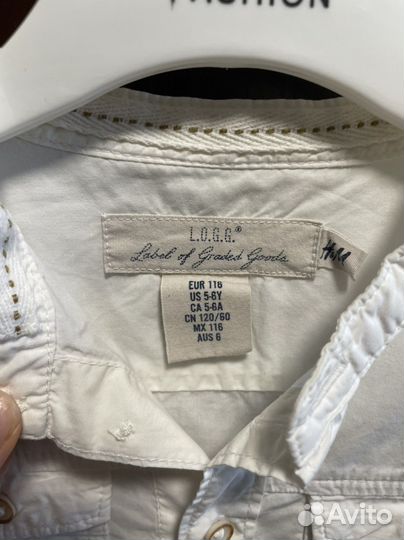 FASHION
L.O.G.G.®
Label of Graded Goods
H&M
EUR 116
US 5-6Y
CA 5-6A
CN 120/60
MX 116
AUS 6
Avito